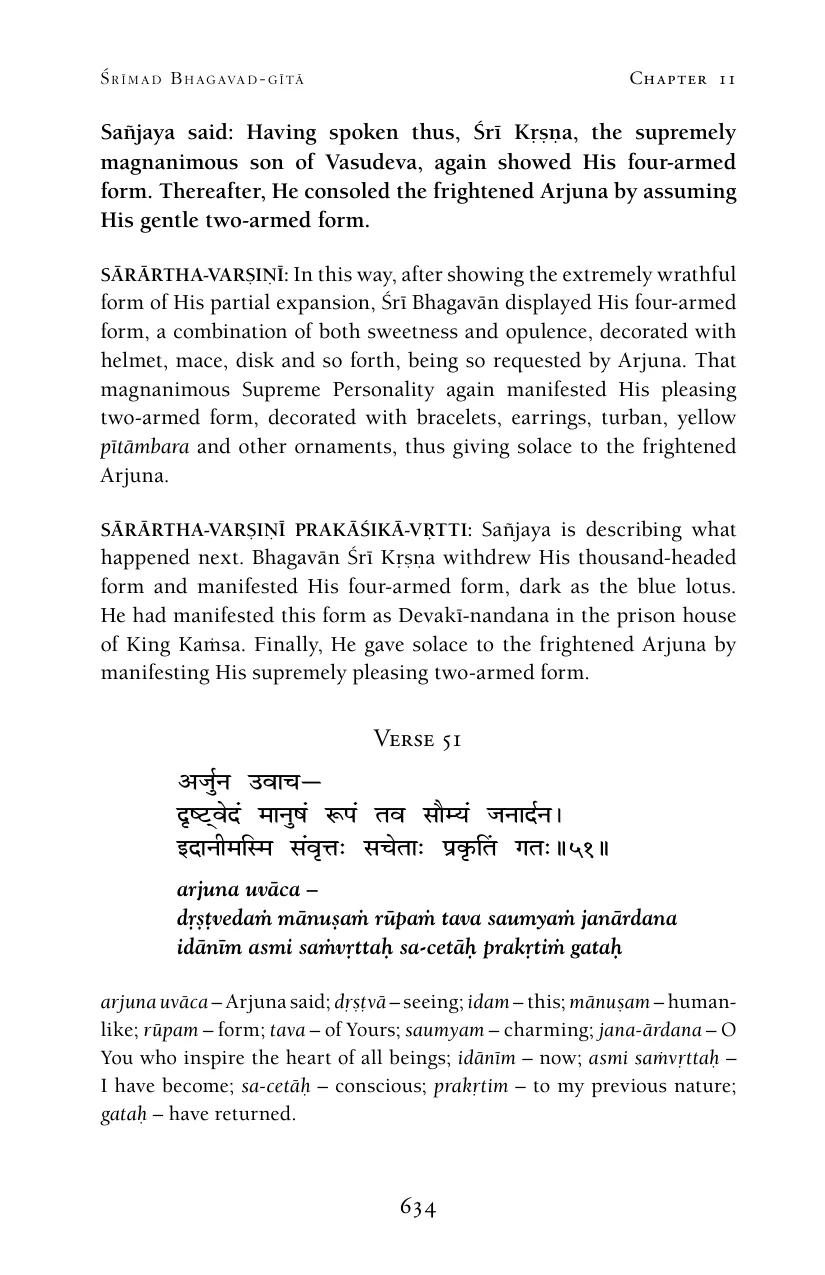 Śrīmad Bhagavad-gītā Chapter 11
Sañjaya said: Having spoken thus, Śrī Kṛṣṇa, the supremely
magnanimous son of Vasudeva, again showed His four-armed
form. Thereafter, He consoled the frightened Arjuna by assuming
His gentle two-armed form.
SĀRĀRTHA-VARṢIṆĪ: In this way, after showing the extremely wrathful
form of His partial expansion, Śrī Bhagavān displayed His four-armed
form, a combination of both sweetness and opulence, decorated with
helmet, mace, disk and so forth, being so requested by Arjuna. That
magnanimous Supreme Personality again manifested His pleasing
two-armed form, decorated with bracelets, earrings, turban, yellow
pītāmbara and other ornaments, thus giving solace to the frightened
Arjuna.
SĀRĀRTHA-VARṢIṆĪ PRAKĀŚIKĀ-VṚTTI: Sañjaya is describing what
happened next. Bhagavān Śrī Kṛṣṇa withdrew His thousand-headed
form and manifested His four-armed form, dark as the blue lotus.
He had manifested this form as Devakī-nandana in the prison house
of King Kaṁsa. Finally, He gave solace to the frightened Arjuna by
manifesting His supremely pleasing two-armed form.
Verse 51
अर्जुन उवाच—
दृष्ट्वेदं मानुषं रूपं तव सौम्यं जनार्दन।
इदानीमस्मि संवृत्तः सचेताः प्रकृतिं गतः॥५१॥
arjuna uvāca –
dṛṣṭvedaṁ mānuṣaṁ rūpaṁ tava saumyaṁ janārdana
idānīm asmi saṁvṛttaḥ sa-cetāḥ prakṛtiṁ gataḥ
arjuna uvāca – Arjuna said; dṛṣṭvā – seeing; idam – this; mānuṣam – human-
like; rūpam – form; tava – of Yours; saumyam – charming; jana-ārdana – O
You who inspire the heart of all beings; idānīm – now; asmi saṁvṛttaḥ –
I have become; sa-cetāḥ – conscious; prakṛtim – to my previous nature;
gataḥ – have returned.
634